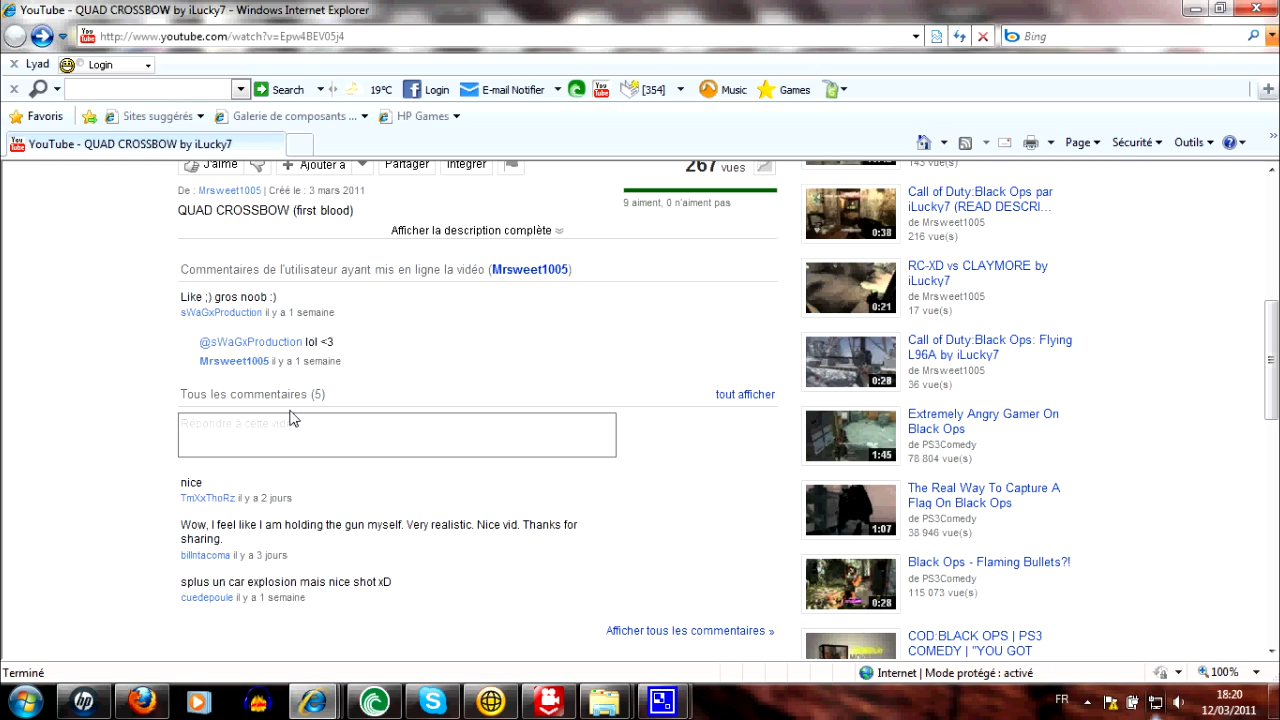 YouTube - QUAD CROSSBOW by iLucky7 - Windows Internet Explorer
http://www.youtube.com/watch?v=Epw4BEV05j4
Bing
Lyad
Login
Search
19°C
Login
E-mail Notifier
[354]
Music
Games
Favoris
Sites suggérés
Galerie de composants ...
HP Games
YouTube - QUAD CROSSBOW by iLucky7
Page
Sécurité
Outils
J'aime
Ajouter à
Partager
Intégrer
267 vues
De : Mrsweet1005 | Créé le : 3 mars 2011
9 aiment, 0 n'aiment pas
QUAD CROSSBOW (first blood)
Afficher la description complète
Commentaires de l'utilisateur ayant mis en ligne la vidéo (Mrsweet1005)
Like ;) gros noob :)
sWaGxProduction il y a 1 semaine
@sWaGxProduction lol <3
Mrsweet1005 il y a 1 semaine
Tous les commentaires (5)
tout afficher
Répondre à cette
nice
TmXxThoRz il y a 2 jours
Wow, I feel like I am holding the gun myself. Very realistic. Nice vid. Thanks for
sharing.
billntacoma il y a 3 jours
splus un car explosion mais nice shot xD
cuedepoule il y a 1 semaine
Afficher tous les commentaires »
143 vue(s)
Call of Duty:Black Ops par
iLucky7 (READ DESCRI...
de Mrsweet1005
216 vue(s)
0:38
RC-XD vs CLAYMORE by
iLucky7
de Mrsweet1005
17 vue(s)
0:21
Call of Duty:Black Ops: Flying
L96A by iLucky7
de Mrsweet1005
36 vue(s)
0:28
Extremely Angry Gamer On
Black Ops
de PS3Comedy
78 804 vue(s)
1:45
The Real Way To Capture A
Flag On Black Ops
de PS3Comedy
38 946 vue(s)
1:07
Black Ops - Flaming Bullets?!
de PS3Comedy
115 073 vue(s)
0:28
COD:BLACK OPS | PS3
COMEDY | "YOU GOT
Terminé
Internet | Mode protégé : activé
100%
FR
18:20
12/03/2011